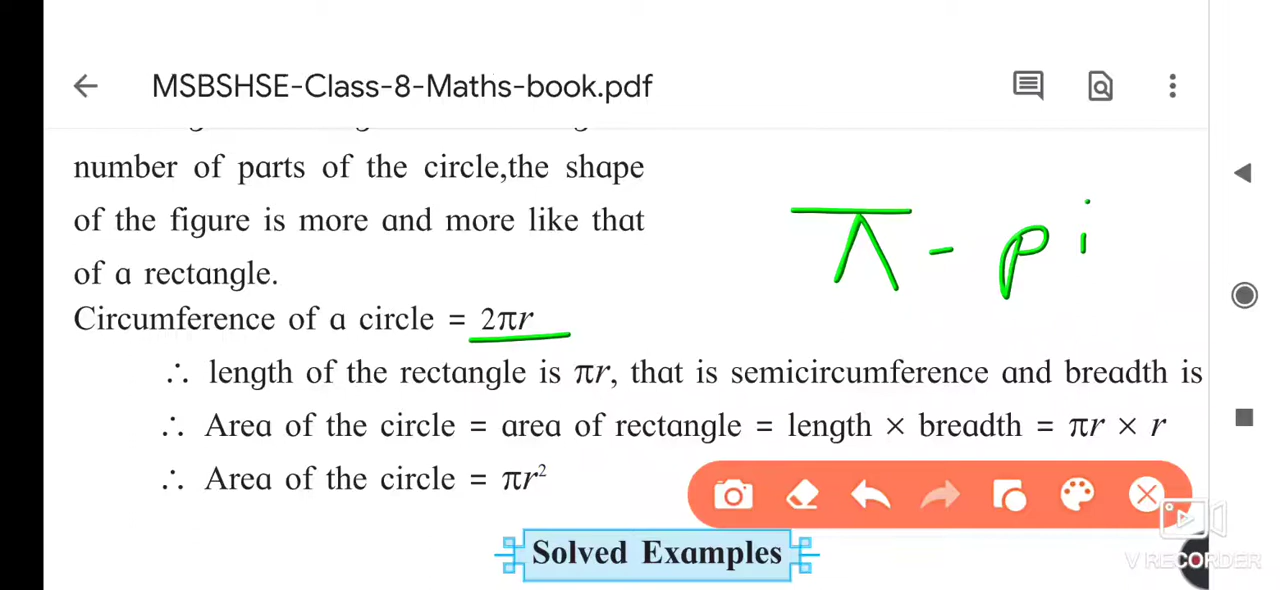 MSBSHSE-Class-8-Maths-book.pdf
number of parts of the circle,the shape
of the figure is more and more like that
of a rectangle.
π - pi
Circumference of a circle = 2πr
∴ length of the rectangle is πr, that is semicircumference and breadth is
∴ Area of the circle = area of rectangle = length × breadth = πr × r
∴ Area of the circle = πr²
Solved Examples
V RECORDER